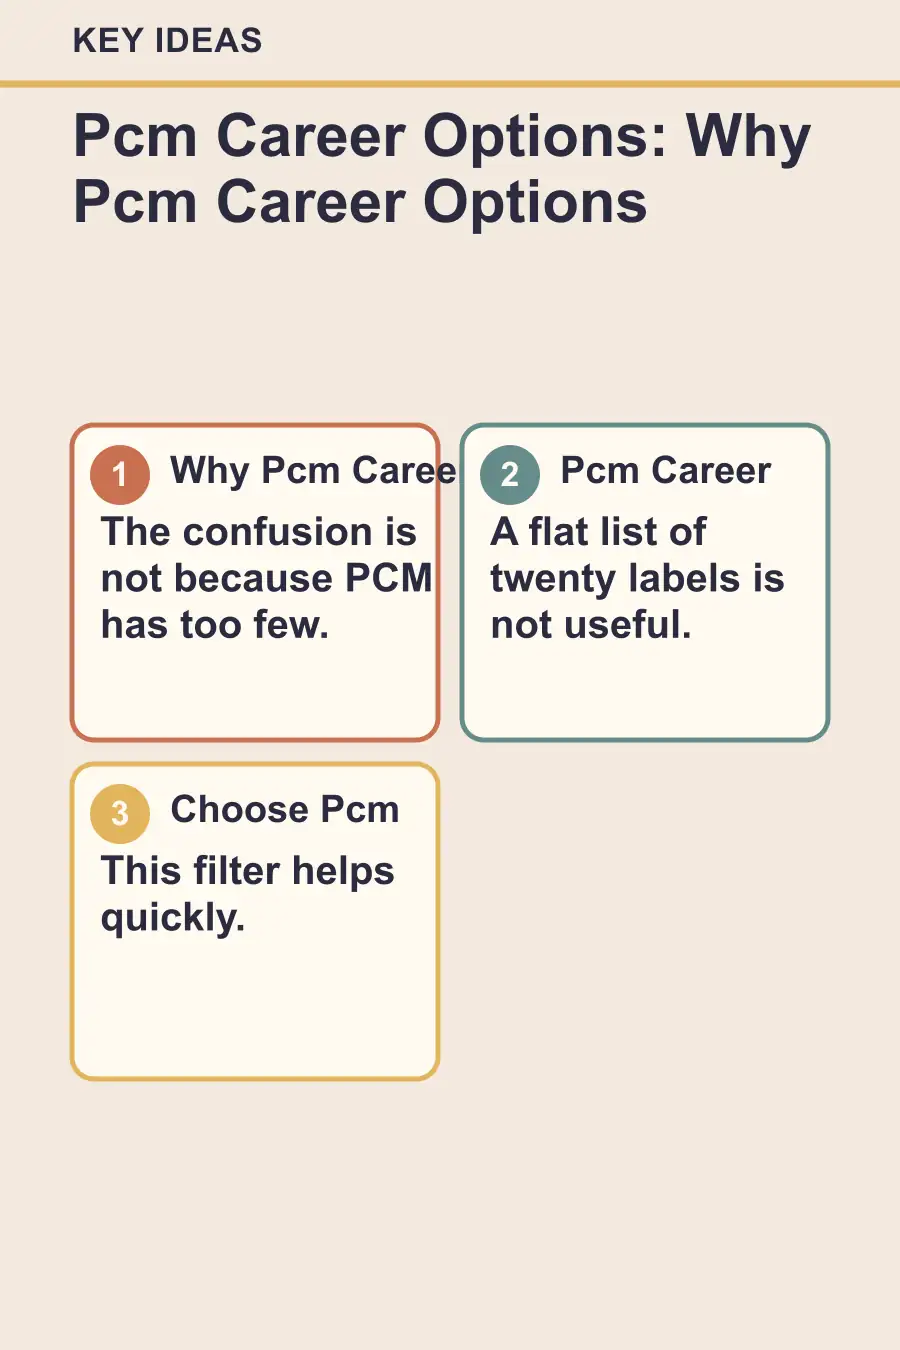 KEY IDEAS
Pcm Career Options: Why
Pcm Career Options
1
Why Pcm Caree
The confusion is
not because PCM
has too few.
2
Pcm Career
A flat list of
twenty labels is
not useful.
3
Choose Pcm
This filter helps
quickly.